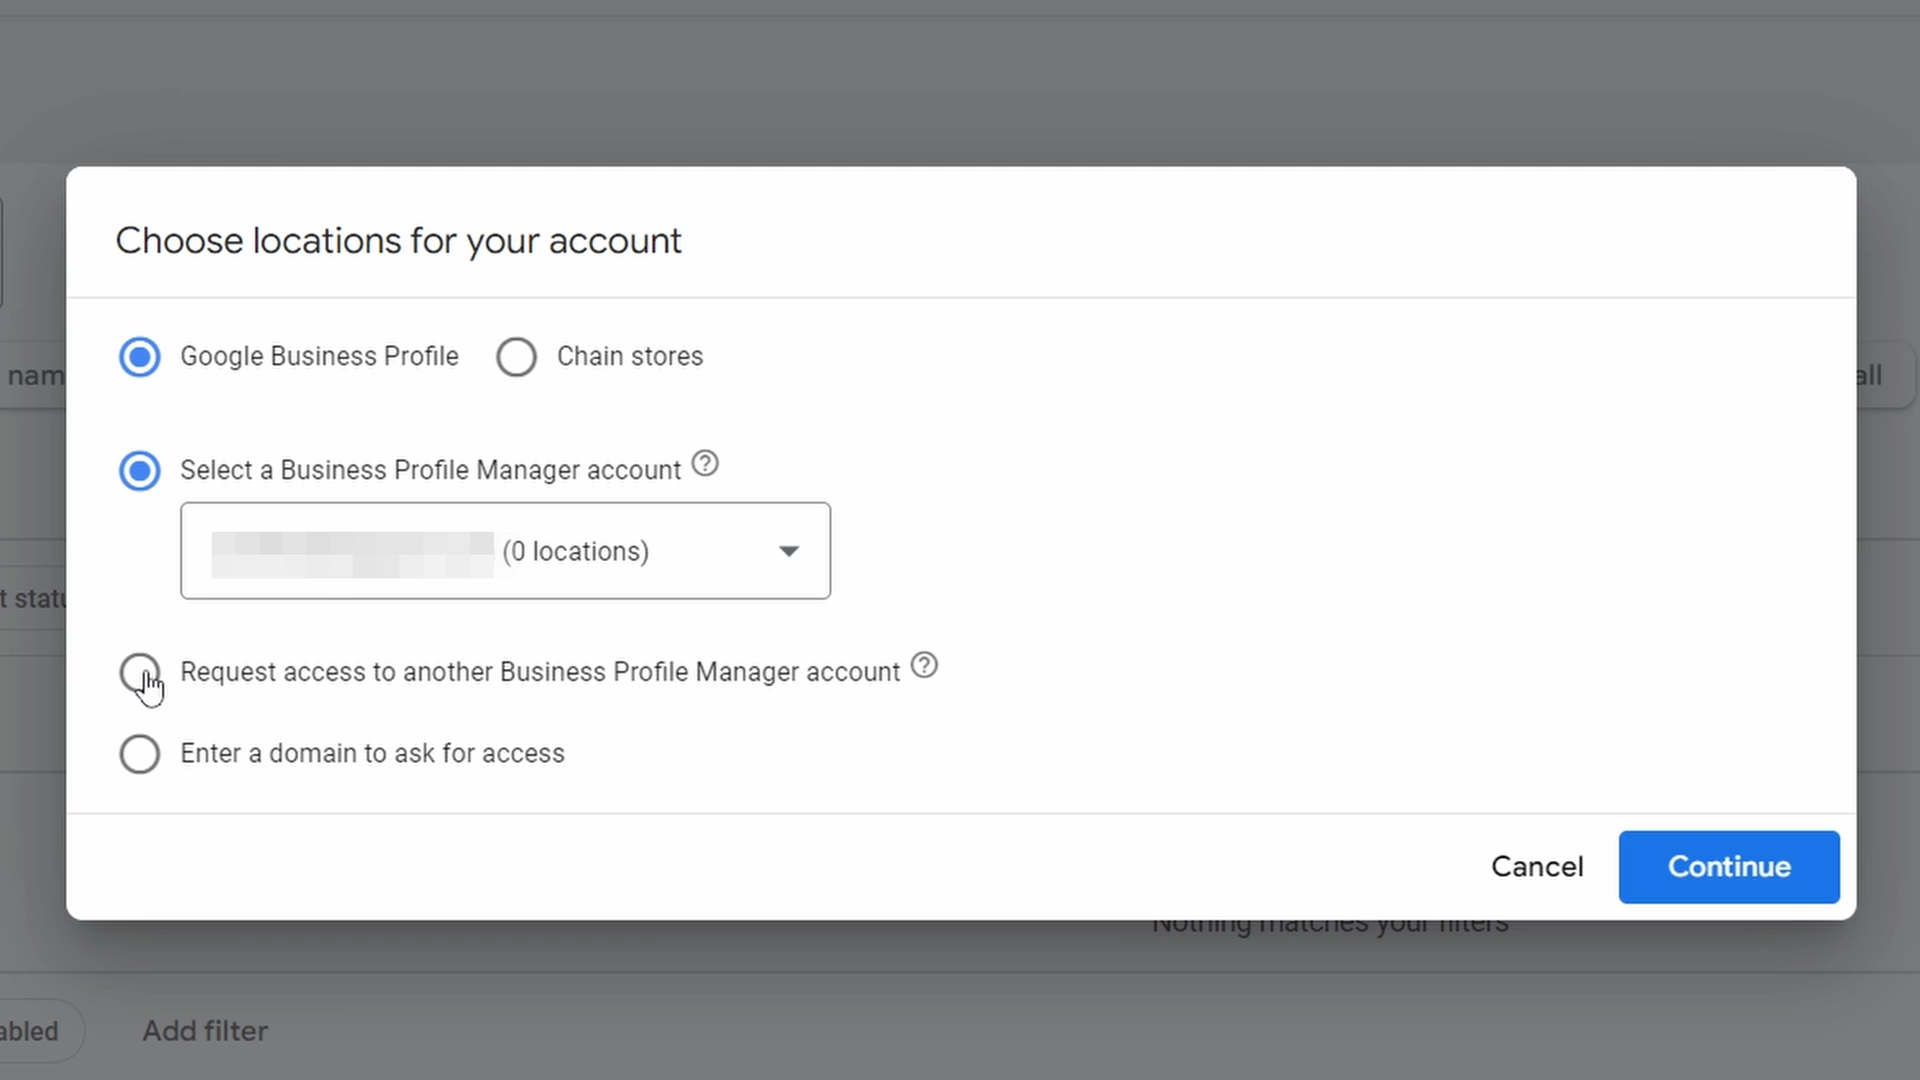 Choose locations for your account
Google Business Profile
Chain stores
nam
all
Select a Business Profile Manager account
(0 locations)
t statu
Request access to another Business Profile Manager account
Enter a domain to ask for access
Cancel
Continue
Nothing matches your filters
abled
Add filter